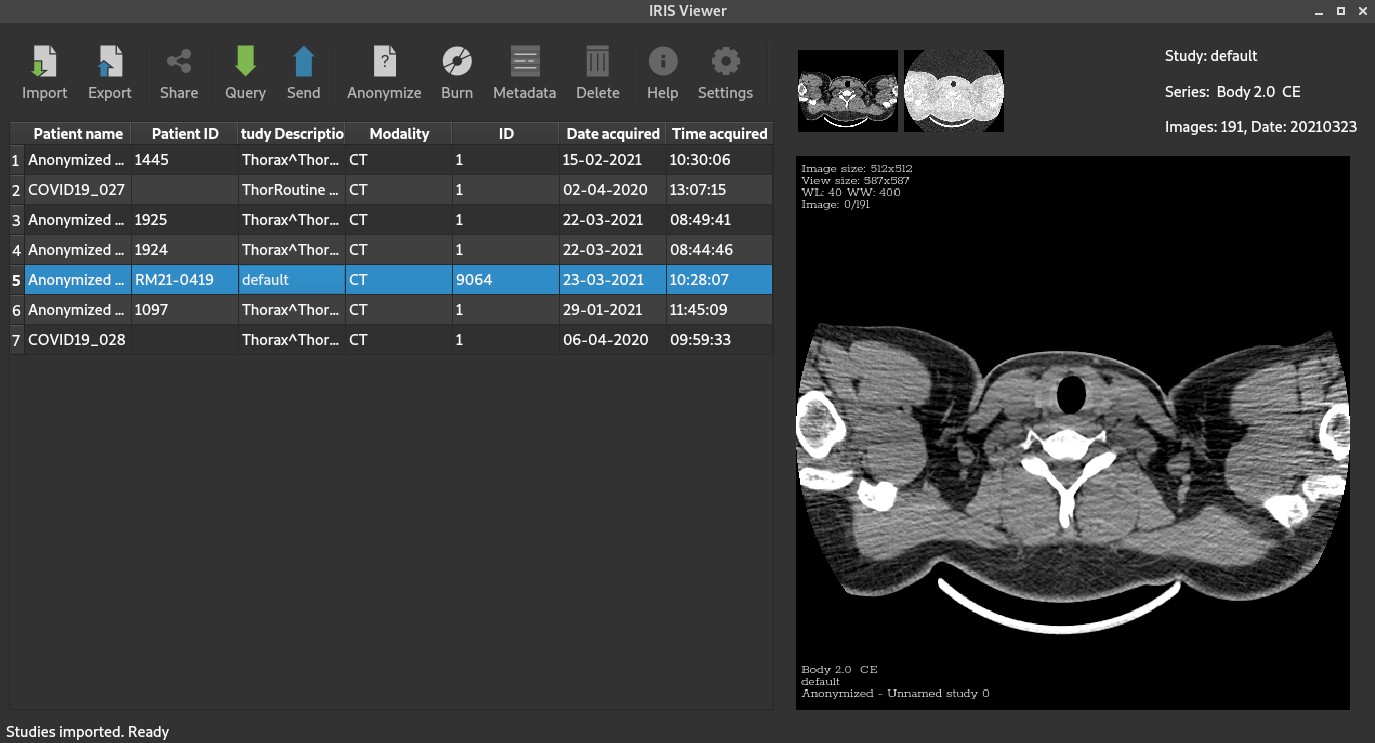 IRIS Viewer
Import Export Share Query Send Anonymize Burn Metadata Delete Help Settings
Study: default
Series: Body 2.0 CE
Images: 191, Date: 20210323
Patient name Patient ID tudy Descriptio Modality ID Date acquired Time acquired
1 Anonymized ... 1445 Thorax^Thor... CT 1 15-02-2021 10:30:06
2 COVID19_027 ThorRoutine ... CT 1 02-04-2020 13:07:15
3 Anonymized ... 1925 Thorax^Thor... CT 1 22-03-2021 08:49:41
4 Anonymized ... 1924 Thorax^Thor... CT 1 22-03-2021 08:44:46
5 Anonymized ... RM21-0419 default CT 9064 23-03-2021 10:28:07
6 Anonymized ... 1097 Thorax^Thor... CT 1 29-01-2021 11:45:09
7 COVID19_028 Thorax^Thor... CT 1 06-04-2020 09:59:33
Image size: 512x512
View size: 587x587
WL: 40 WW: 400
Image: 0/191
Body 2.0 CE
default
Anonymized - Unnamed study 0
Studies imported. Ready